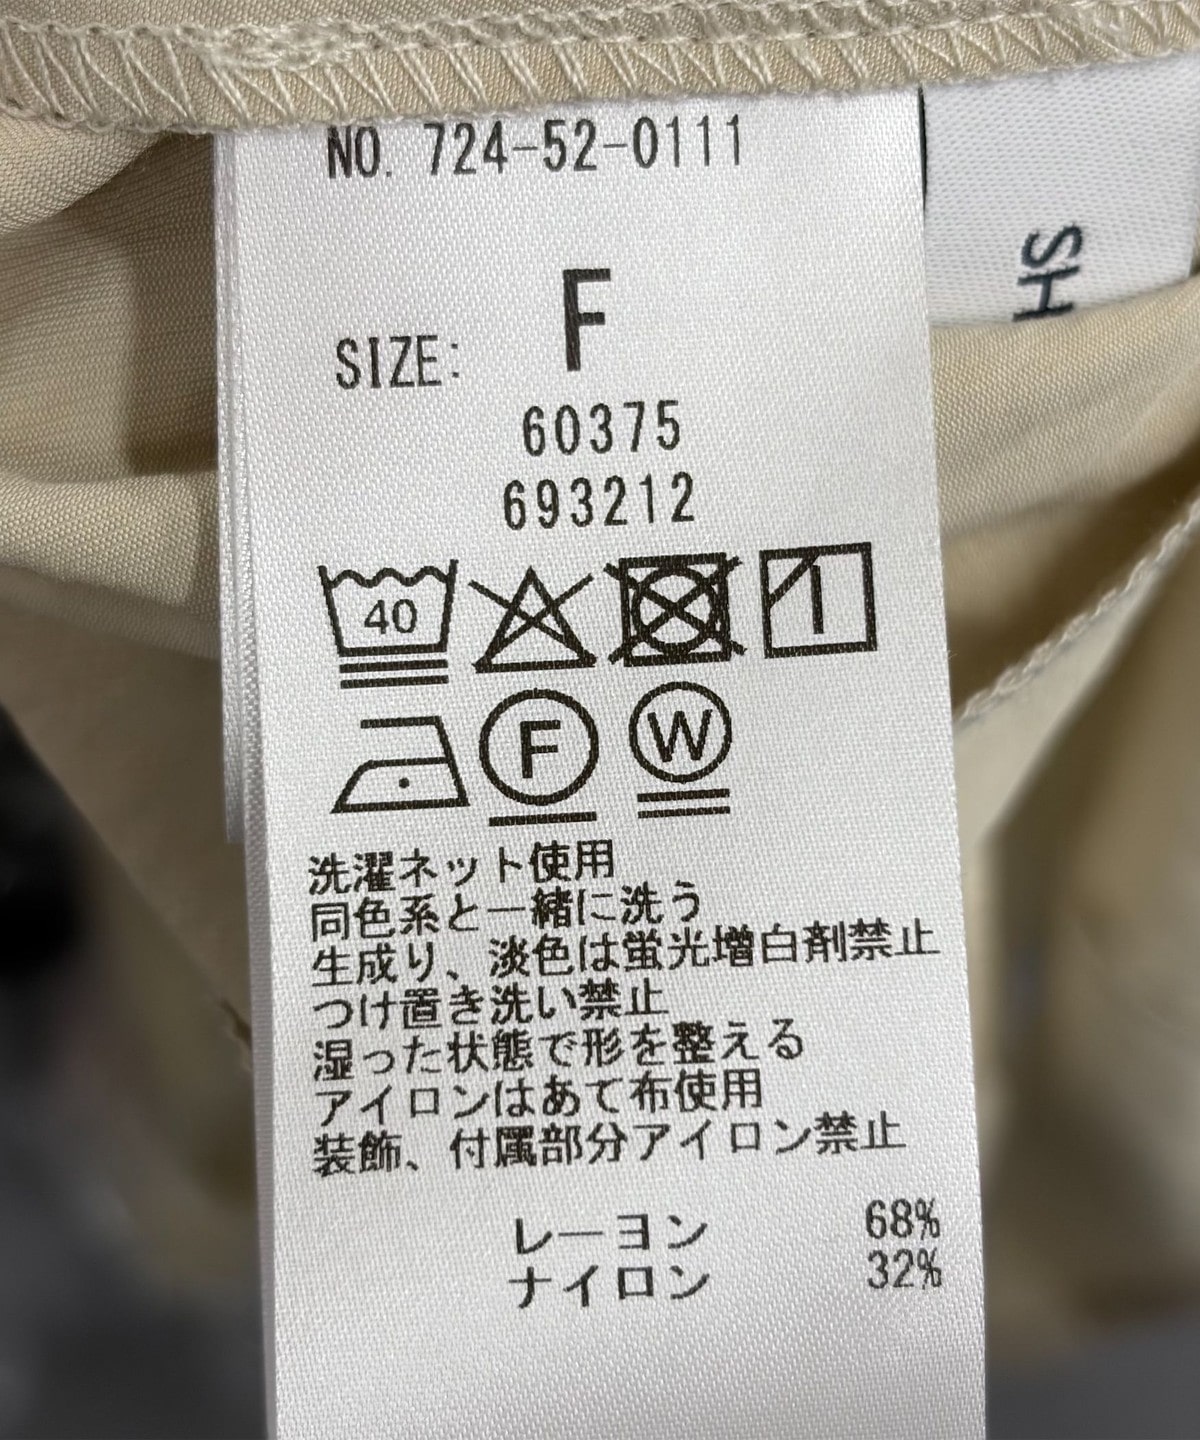 NO. 724-52-0111
SH
F
SIZE:
60375
693212
40
F W
洗濯ネット使用
同色系と一緒に洗う
生成り、淡色は蛍光増白剤禁止
つけ置き洗い禁止
湿った状態で形を整える
アイロンはあて布使用
装飾、付属部分アイロン禁止
レーヨン 68%
ナイロン 32%